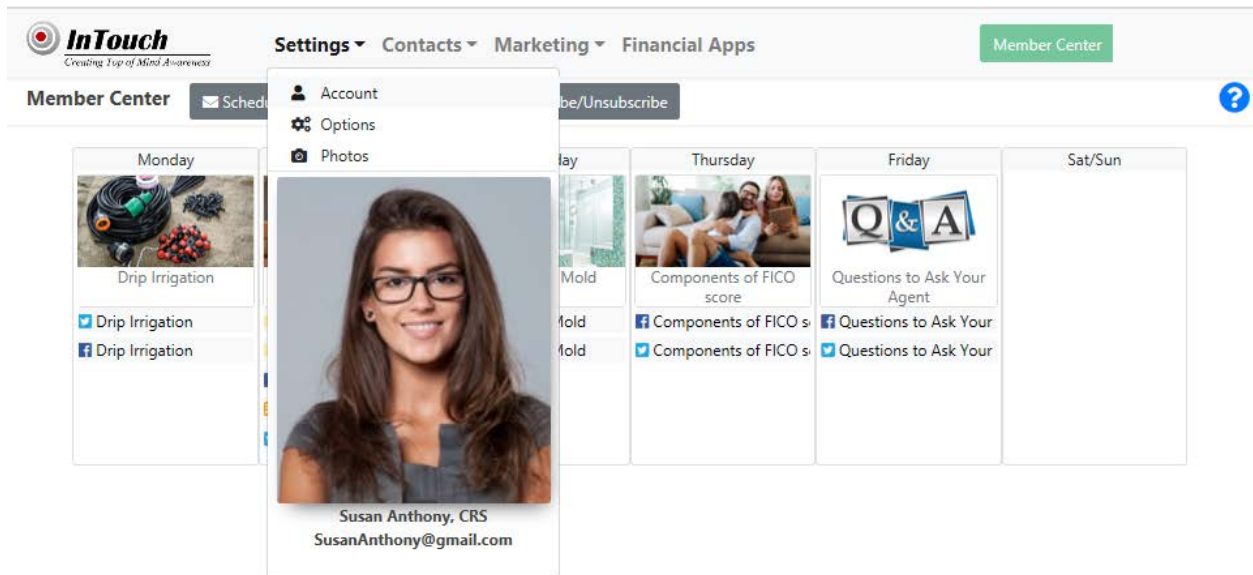 InTouch
Creating Top of Mind Awareness
Settings Contacts Marketing Financial Apps
Member Center
Member Center
Account
Options
Photos
be/Unsubscribe
?
Monday
Thursday
Friday
Sat/Sun
Q & A
Drip Irrigation
Mold
Components of FICO
score
Questions to Ask Your
Agent
Drip Irrigation
Components of FICO s
Questions to Ask Your
Drip Irrigation
Components of FICO s
Questions to Ask Your
Susan Anthony, CRS
SusanAnthony@gmail.com